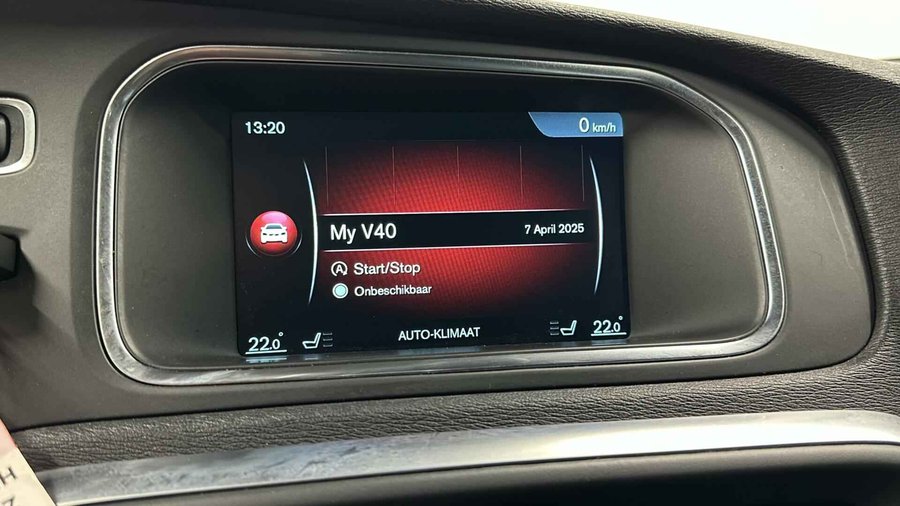 13:20
0 km/h
My V40
7 April 2025
A Start/Stop
Onbeschikbaar
22.0°
AUTO-KLIMAAT
22.0°
H